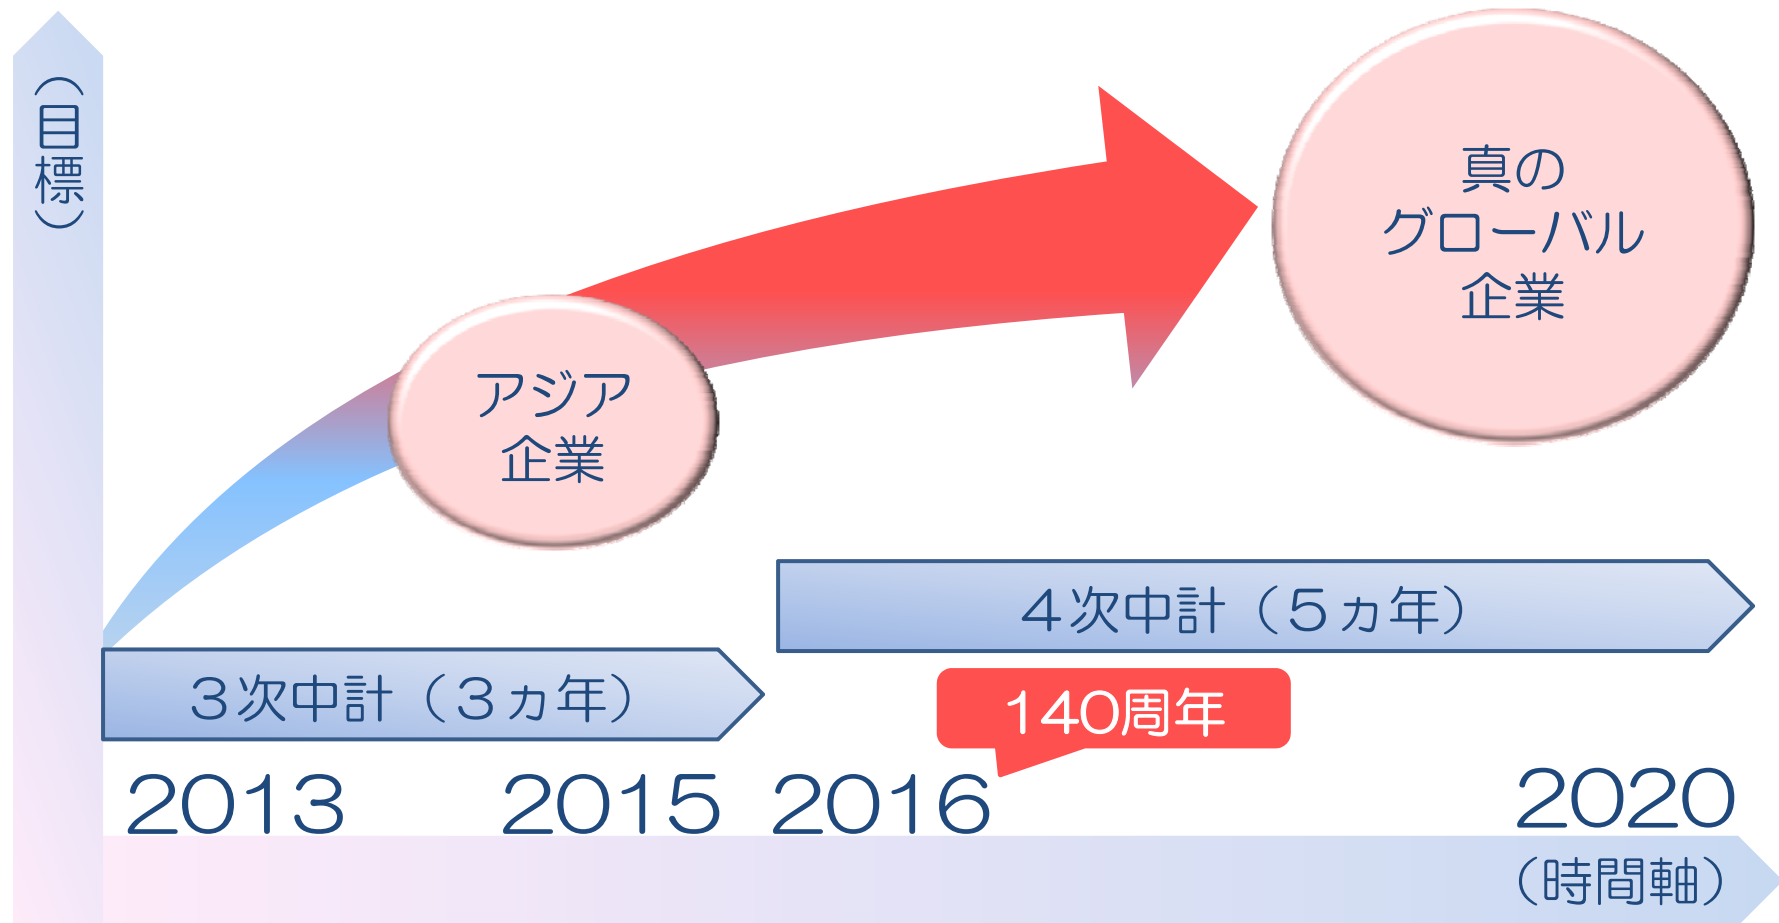 （目標）
真の
グローバル
企業
アジア
企業
４次中計（５ヵ年）
３次中計（３ヵ年）
140周年
2013
2015
2016
2020
（時間軸）